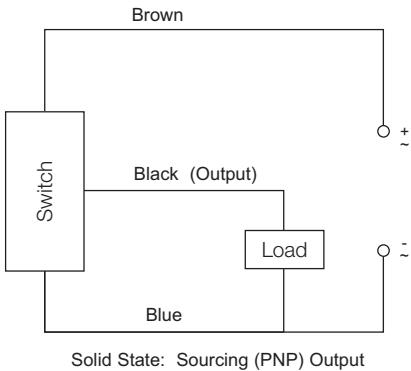 Brown
+
~
Switch
Black (Output)
Load
-
~
Blue
Solid State: Sourcing (PNP) Output